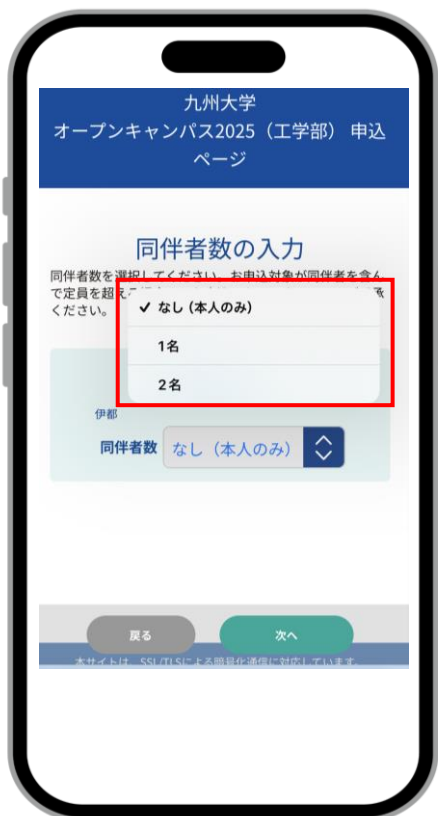 九州大学
オープンキャンパス2025（工学部） 申込
ページ
同伴者数の入力
同伴者数を選択してください。お申込対象が同伴者を含ん
で定員を超え
ください。
✓ なし（本人のみ）
1名
2名
伊都
同伴者数 なし（本人のみ）
戻る 次へ
本サイトは、SSL/TLSによる暗号化通信に対応しています。